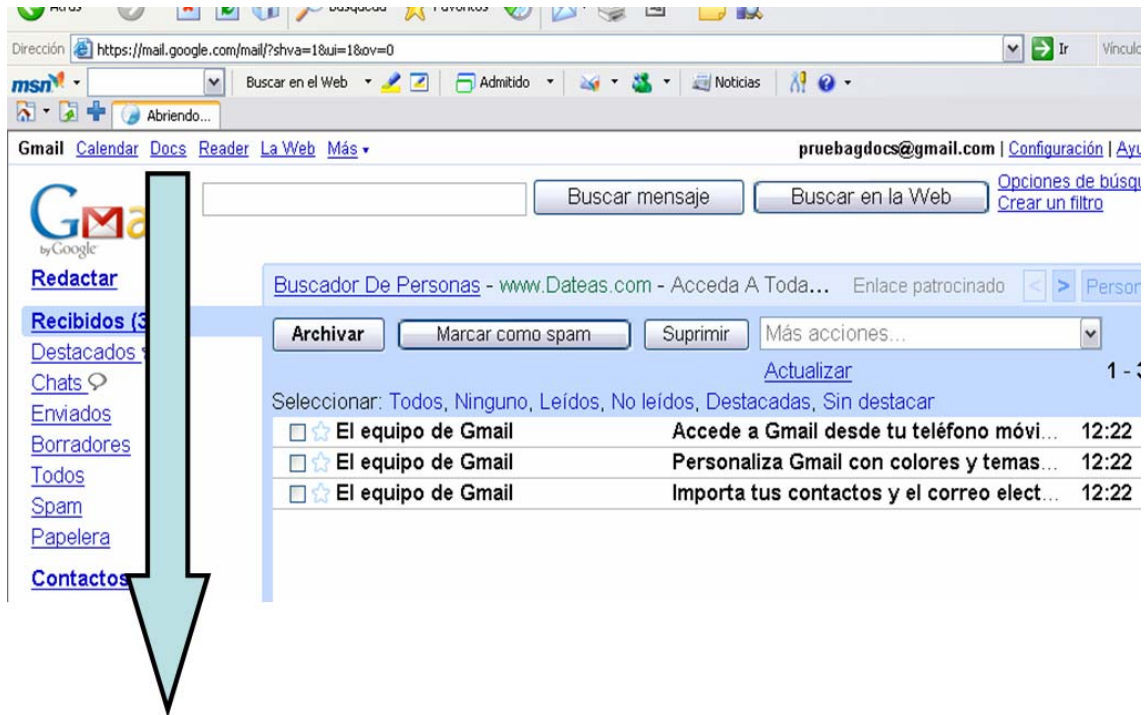 Atrás Búsqueda Favoritos
Dirección https://mail.google.com/mail/?shva=1&ui=1&ov=0 Ir
msn Buscar en el Web Admitido Noticias
Abriendo...
Gmail Calendar Docs Reader La Web Más pruebagdocs@gmail.com | Configuración |
Buscar mensaje Buscar en la Web Opciones de
Crear un filtro
by Google
Redactar
Buscador De Personas - www.Dateas.com - Acceda A Toda... Enlace patrocinado < >
Recibidos (3
Archivar Marcar como spam Suprimir Más acciones...
Destacados
Actualizar 1 - 3
Chats
Seleccionar: Todos, Ninguno, Leídos, No leídos, Destacadas, Sin destacar
Enviados
El equipo de Gmail Accede a Gmail desde tu teléfono móvi... 12:22
Borradores
El equipo de Gmail Personaliza Gmail con colores y temas... 12:22
Todos
El equipo de Gmail Importa tus contactos y el correo elect... 12:22
Spam
Papelera
Contactos